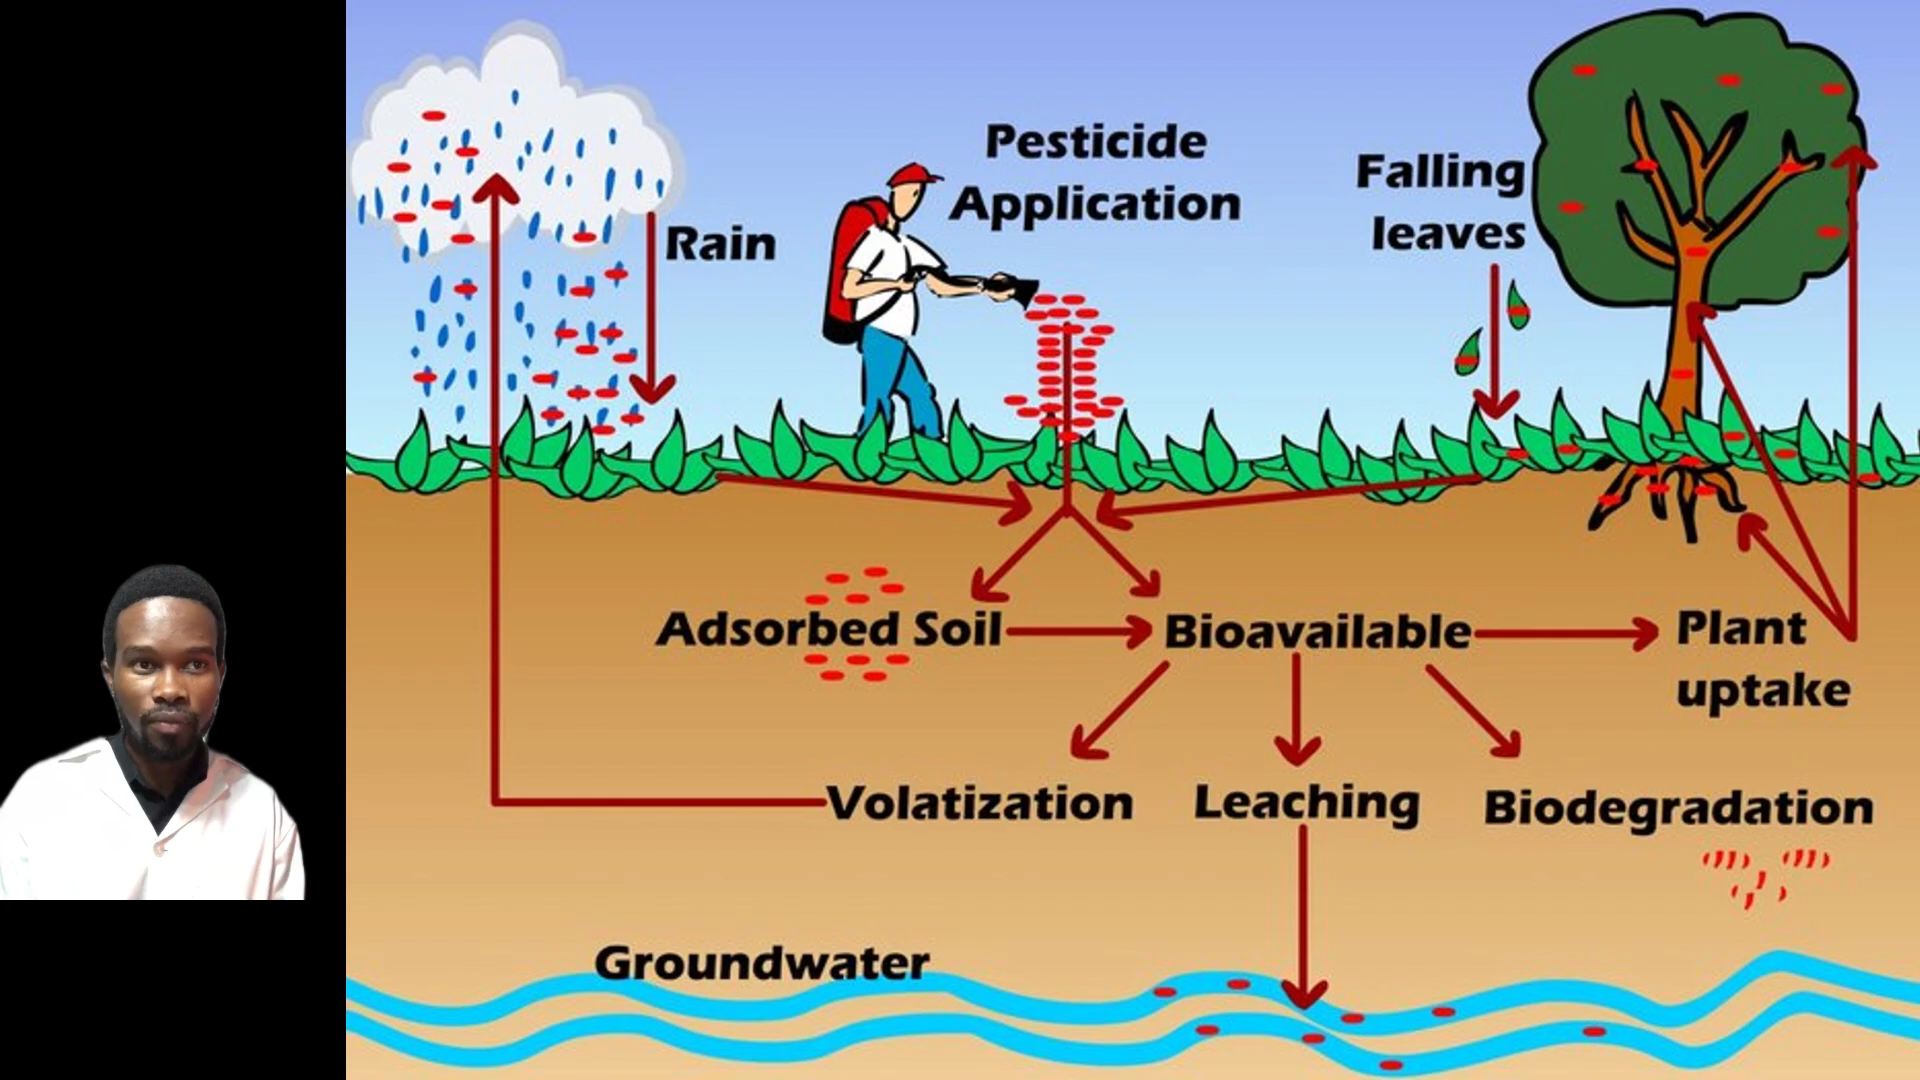 Pesticide
Application
Falling
leaves
Rain
Adsorbed Soil
Bioavailable
Plant
uptake
Volatization
Leaching
Biodegradation
Groundwater